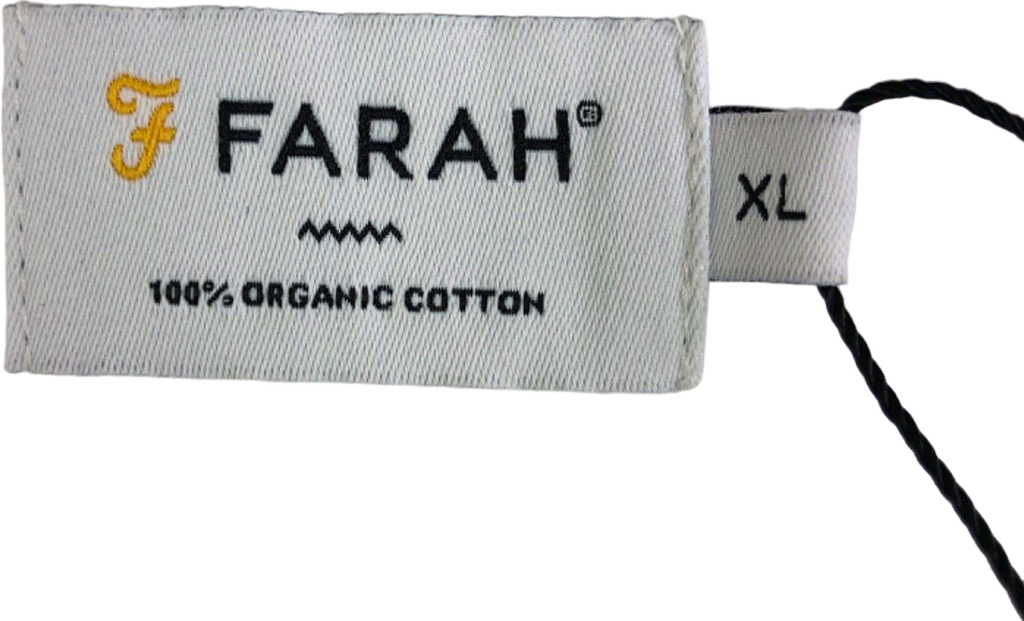 F FARAH®
100% ORGANIC COTTON
XL